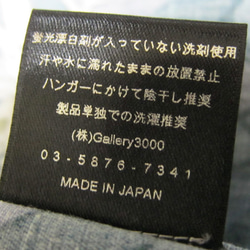 蛍光漂白剤が入っていない洗剤使用
汗や水に濡れたままの放置禁止
ハンガーにかけて陰干し推奨
製品単独での洗濯推奨
(株)Gallery3000
03-5876-7341
MADE IN JAPAN